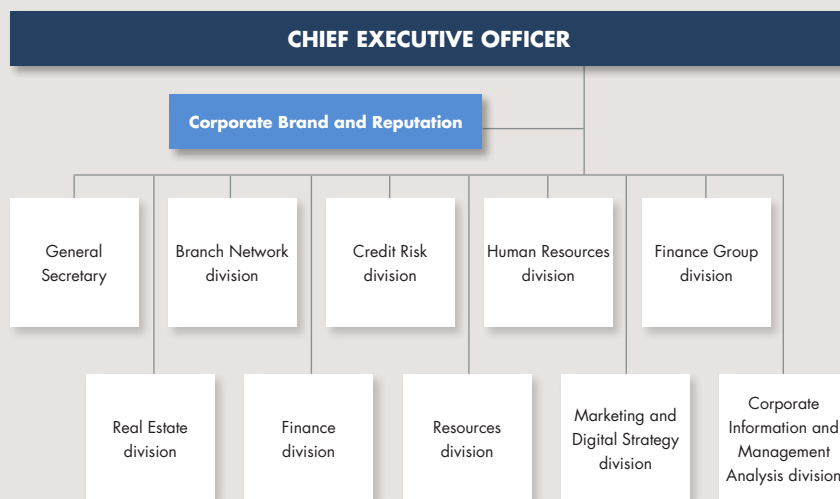 CHIEF EXECUTIVE OFFICER
Corporate Brand and Reputation
General
Secretary
Branch Network
division
Credit Risk
division
Human Resources
division
Finance Group
division
Real Estate
division
Finance
division
Resources
division
Marketing and
Digital Strategy
division
Corporate
Information and
Management
Analysis division